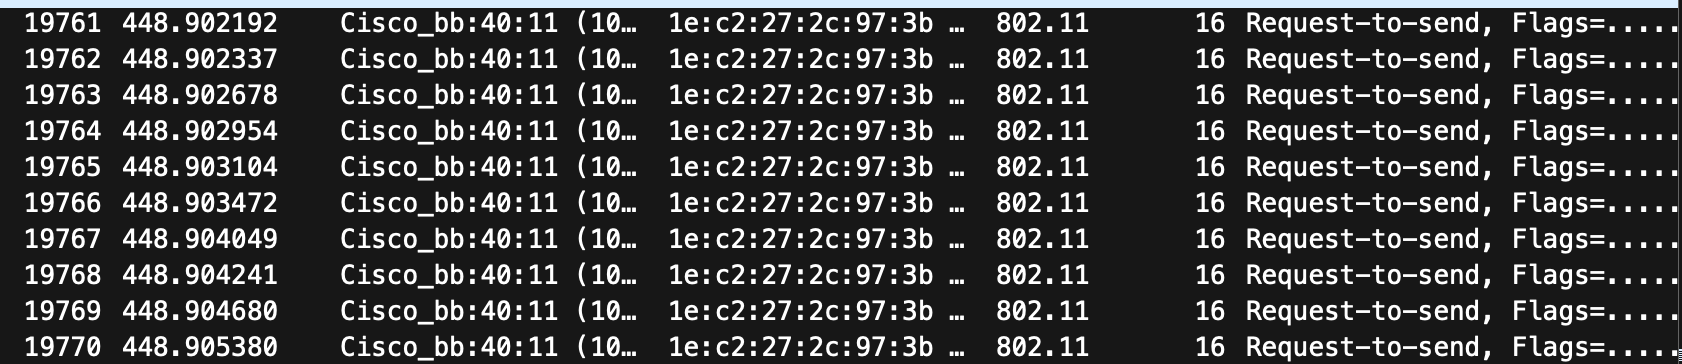 19761 448.902192 Cisco_bb:40:11 (10… 1e:c2:27:2c:97:3b … 802.11 16 Request-to-send, Flags=.....
19762 448.902337 Cisco_bb:40:11 (10… 1e:c2:27:2c:97:3b … 802.11 16 Request-to-send, Flags=.....
19763 448.902678 Cisco_bb:40:11 (10… 1e:c2:27:2c:97:3b … 802.11 16 Request-to-send, Flags=.....
19764 448.902954 Cisco_bb:40:11 (10… 1e:c2:27:2c:97:3b … 802.11 16 Request-to-send, Flags=.....
19765 448.903104 Cisco_bb:40:11 (10… 1e:c2:27:2c:97:3b … 802.11 16 Request-to-send, Flags=.....
19766 448.903472 Cisco_bb:40:11 (10… 1e:c2:27:2c:97:3b … 802.11 16 Request-to-send, Flags=.....
19767 448.904049 Cisco_bb:40:11 (10… 1e:c2:27:2c:97:3b … 802.11 16 Request-to-send, Flags=.....
19768 448.904241 Cisco_bb:40:11 (10… 1e:c2:27:2c:97:3b … 802.11 16 Request-to-send, Flags=.....
19769 448.904680 Cisco_bb:40:11 (10… 1e:c2:27:2c:97:3b … 802.11 16 Request-to-send, Flags=.....
19770 448.905380 Cisco_bb:40:11 (10… 1e:c2:27:2c:97:3b … 802.11 16 Request-to-send, Flags=.....